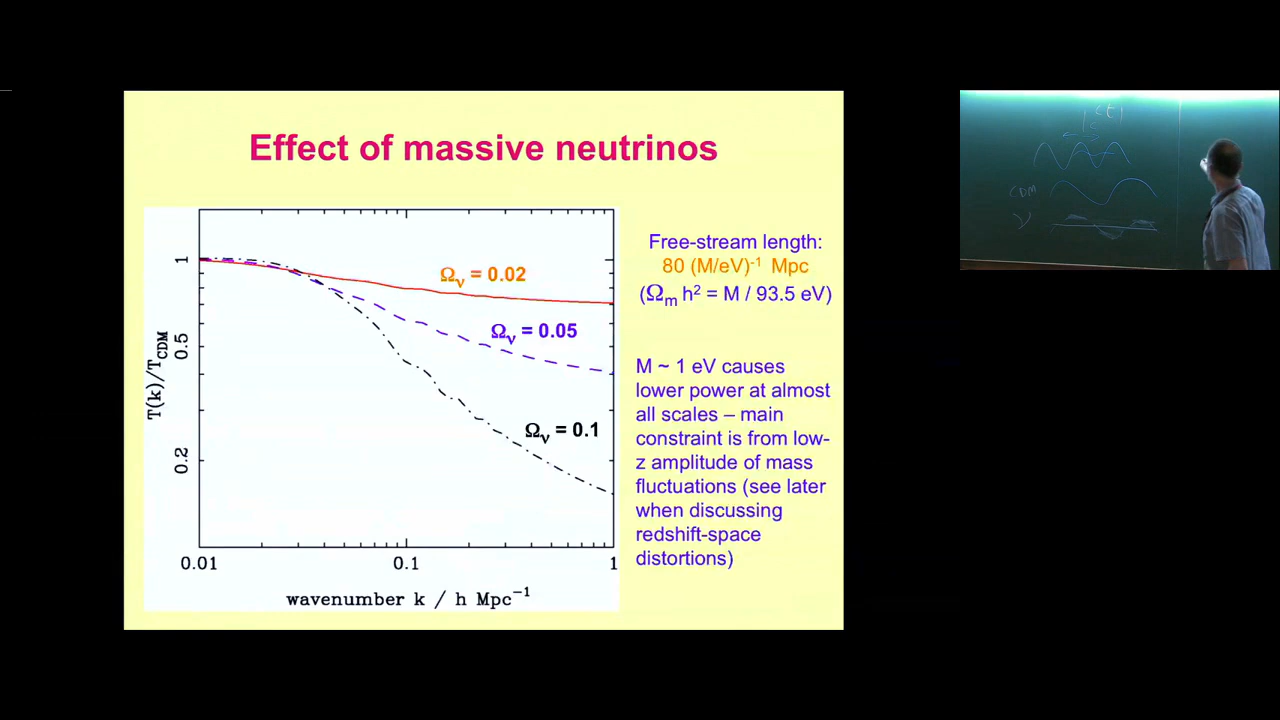 Effect of massive neutrinos
Ων = 0.02
Ων = 0.05
Ων = 0.1
1
0.5
0.2
T(k)/TCDM
0.01
0.1
1
wavenumber k / h Mpc⁻¹
Free-stream length:
80 (M/eV)⁻¹ Mpc
(Ωm h² = M / 93.5 eV)
M ~ 1 eV causes
lower power at almost
all scales – main
constraint is from low-
z amplitude of mass
fluctuations (see later
when discussing
redshift-space
distortions)
CDM
ν